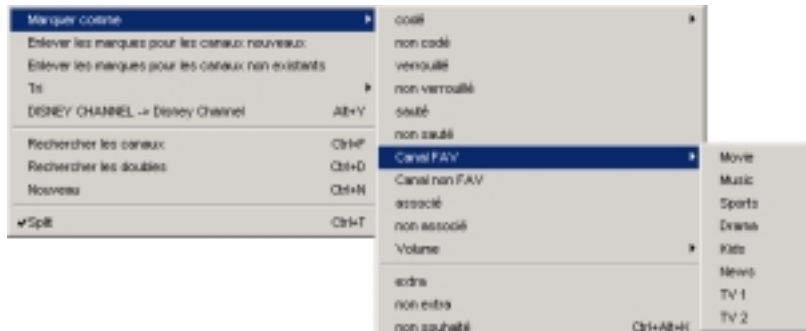 Marquer comme
Enlever les marques pour les canaux nouveaux
Enlever les marques pour les canaux non existants
Tri
DISNEY CHANNEL -> Disney Channel Alt+V
Rechercher les canaux Ctrl+F
Rechercher les doubles Ctrl+D
Nouveau Ctrl+N
Split Ctrl+T
codé
non codé
verrouillé
non verrouillé
sauté
non sauté
Canal FAV
Canal non FAV
associé
non associé
Volume
extra
non extra
non souhaité Ctrl+Alt+K
Movie
Music
Sports
Drama
Kids
News
TV 1
TV 2